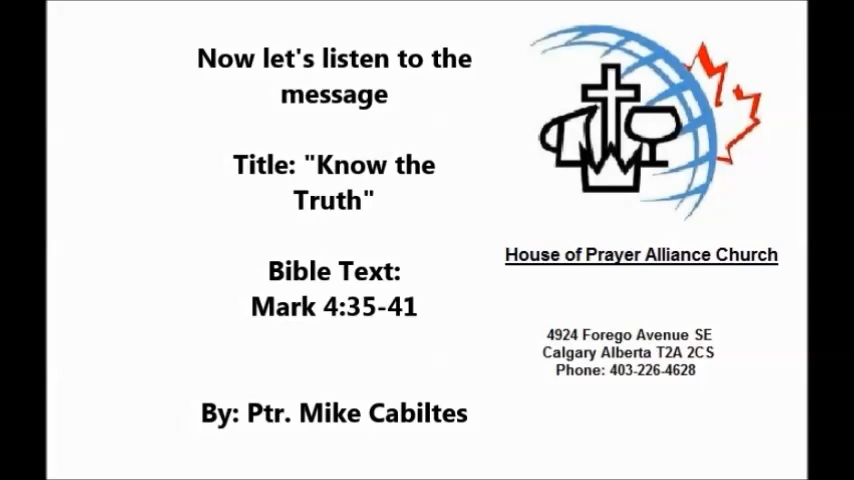 Now let's listen to the
message
Title: "Know the
Truth"
Bible Text:
Mark 4:35-41
By: Ptr. Mike Cabiltes
House of Prayer Alliance Church
4924 Forego Avenue SE
Calgary Alberta T2A 2CS
Phone: 403-226-4628